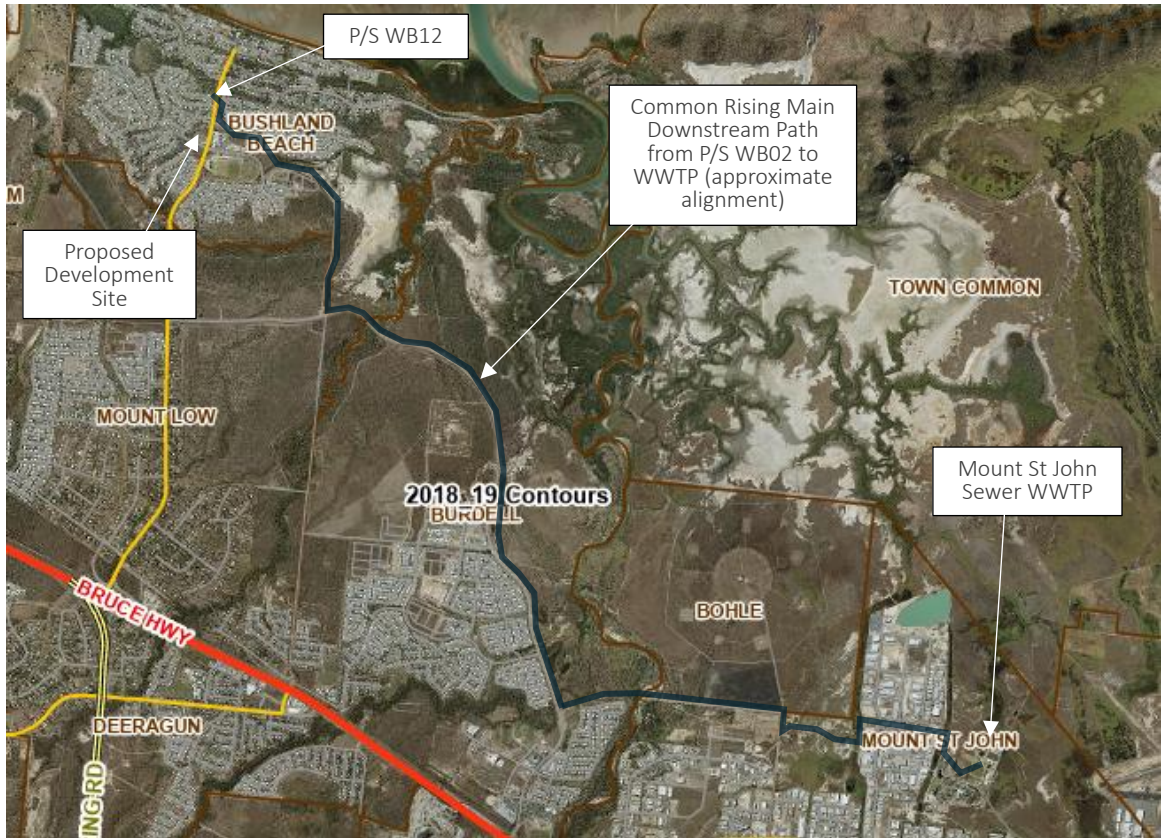 P/S WB12
BUSHLAND
BEACH
Common Rising Main
Downstream Path
from P/S WB02 to
WWTP (approximate
alignment)
M
Proposed
Development
Site
TOWN COMMON
MOUNT LOW
Mount St John
Sewer WWTP
2018_19 Contours
BURDELL
BRUCE HWY
BOHLE
DEERAGUN
MOUNT ST JOHN
ING RD